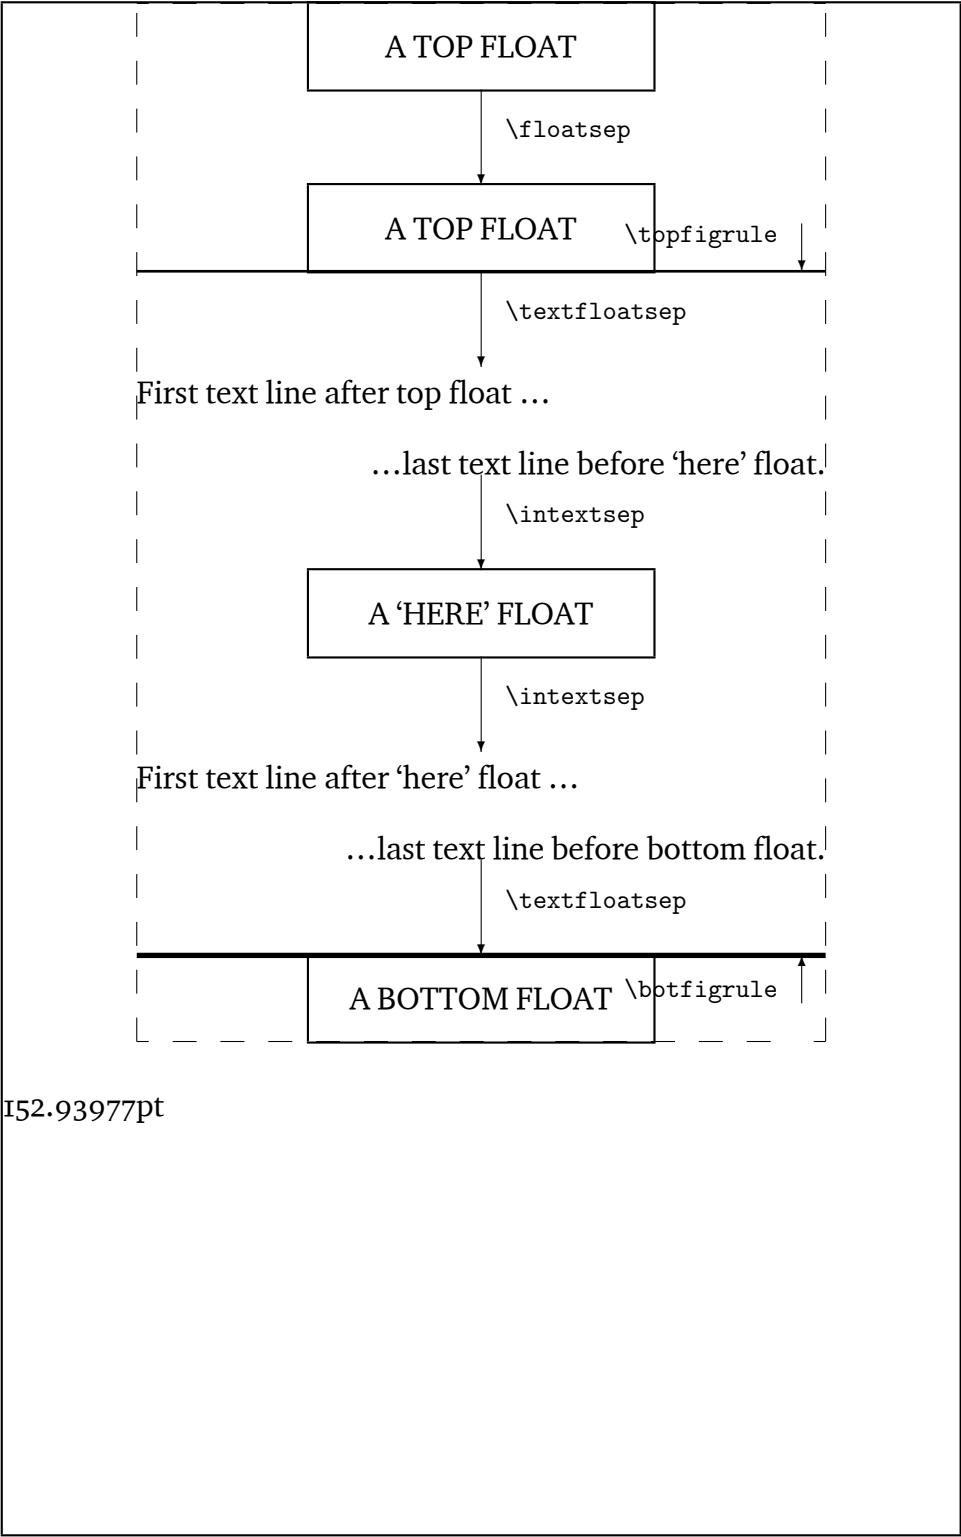 A TOP FLOAT
\floatsep
A TOP FLOAT
\topfigrule
\textfloatsep
First text line after top float …
…last text line before ‘here’ float.
\intextsep
A ‘HERE’ FLOAT
\intextsep
First text line after ‘here’ float …
…last text line before bottom float.
\textfloatsep
A BOTTOM FLOAT
\botfigrule
152.93977pt